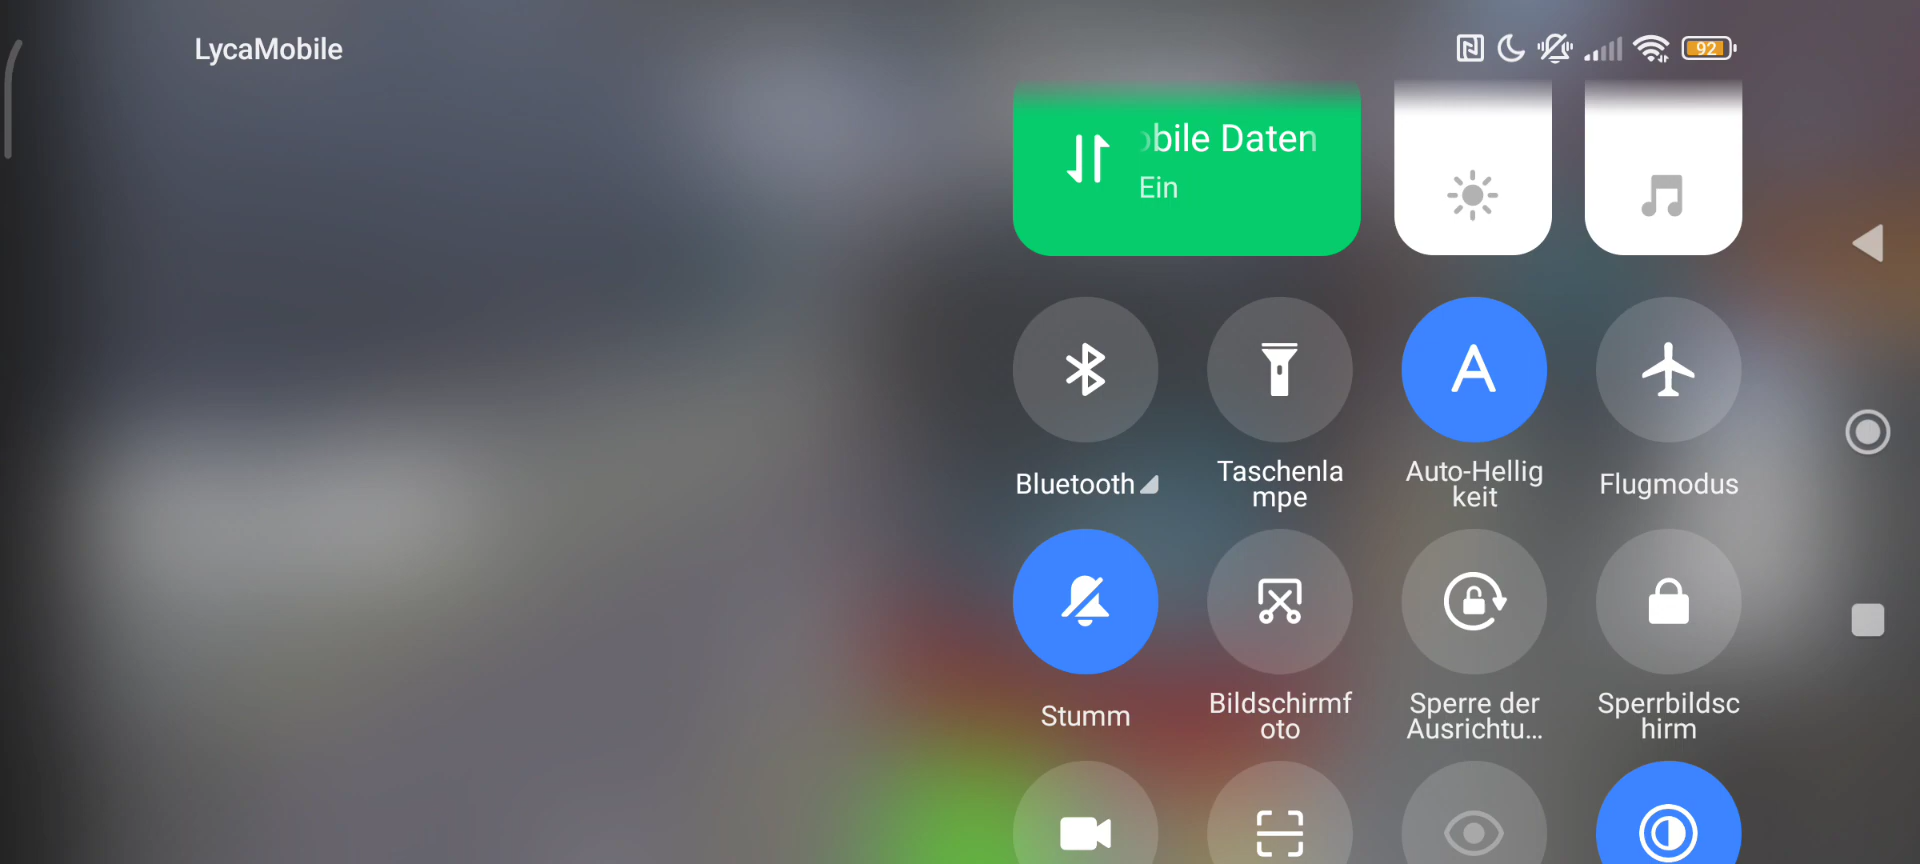 LycaMobile
92
obile Daten
Ein
Bluetooth
Taschenla
mpe
Auto-Hellig
keit
Flugmodus
Stumm
Bildschirmf
oto
Sperre der
Ausrichtu...
Sperrbildsc
hirm